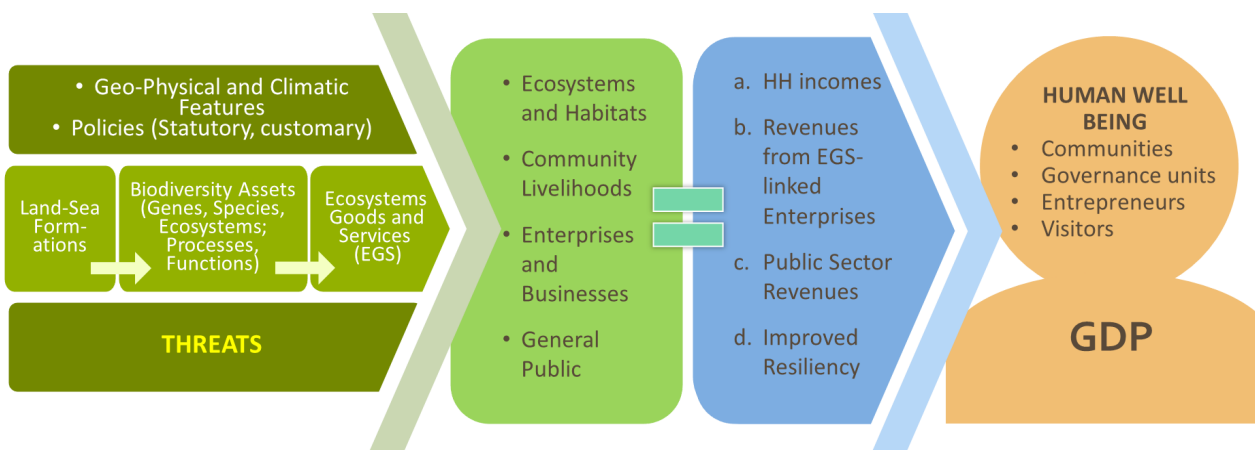 • Geo-Physical and Climatic
Features
• Policies (Statutory, customary)
Land-Sea
Form-
ations
Biodiversity Assets
(Genes, Species,
Ecosystems;
Processes,
Functions)
Ecosystems
Goods and
Services
(EGS)
THREATS
• Ecosystems
and Habitats
• Community
Livelihoods
• Enterprises
and
Businesses
• General
Public
a. HH incomes
b. Revenues
from EGS-
linked
Enterprises
c. Public Sector
Revenues
d. Improved
Resiliency
HUMAN WELL
BEING
• Communities
• Governance units
• Entrepreneurs
• Visitors
GDP